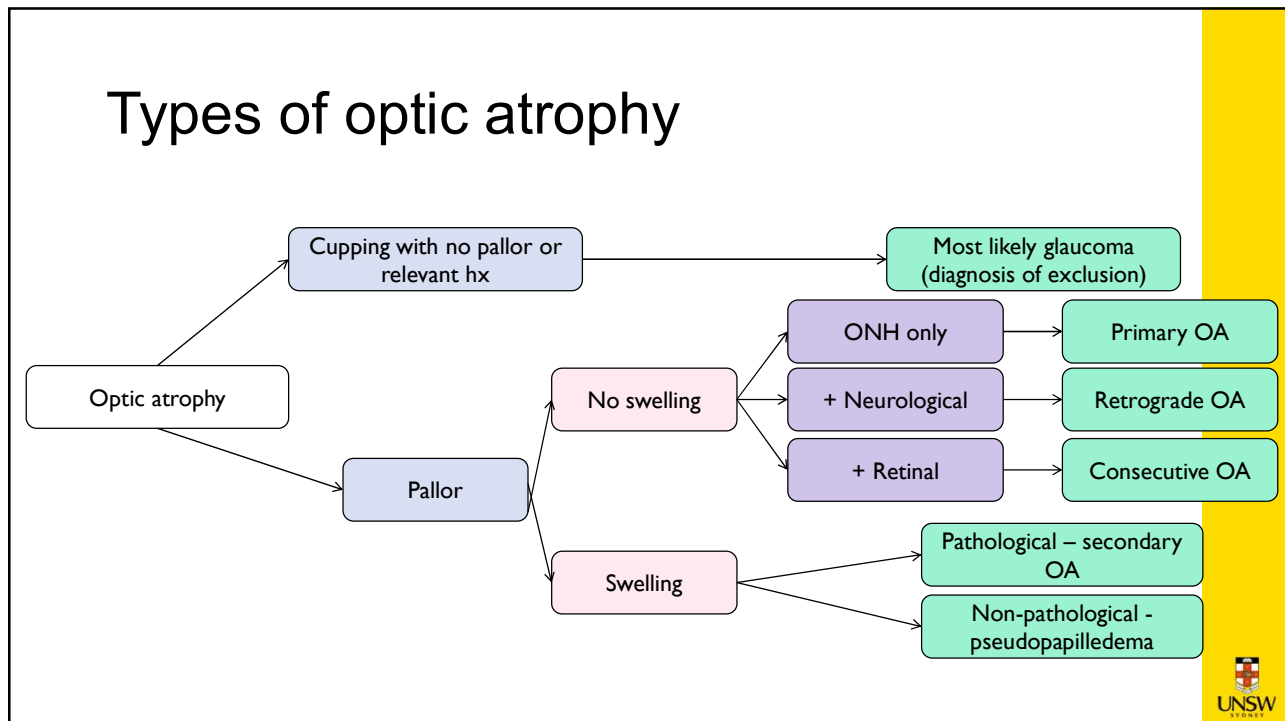 Types of optic atrophy
Cupping with no pallor or
relevant hx
Most likely glaucoma
(diagnosis of exclusion)
ONH only
Primary OA
Optic atrophy
No swelling
+ Neurological
Retrograde OA
Pallor
+ Retinal
Consecutive OA
Swelling
Pathological – secondary
OA
Non-pathological -
pseudopapilledema
UNSW
SYDNEY